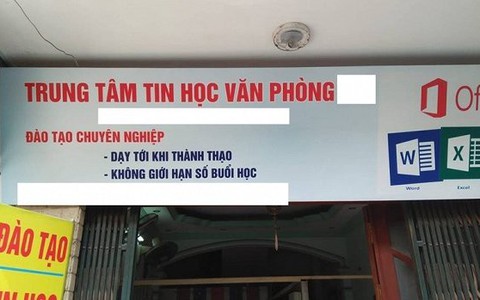 TRUNG TÂM TIN HỌC VĂN PHÒNG
ĐÀO TẠO CHUYÊN NGHIỆP
- DẠY TỚI KHI THÀNH THẠO
- KHÔNG GIỚI HẠN SỐ BUỔI HỌC
Of
W
X
Word
Excel
ĐÀO TẠO